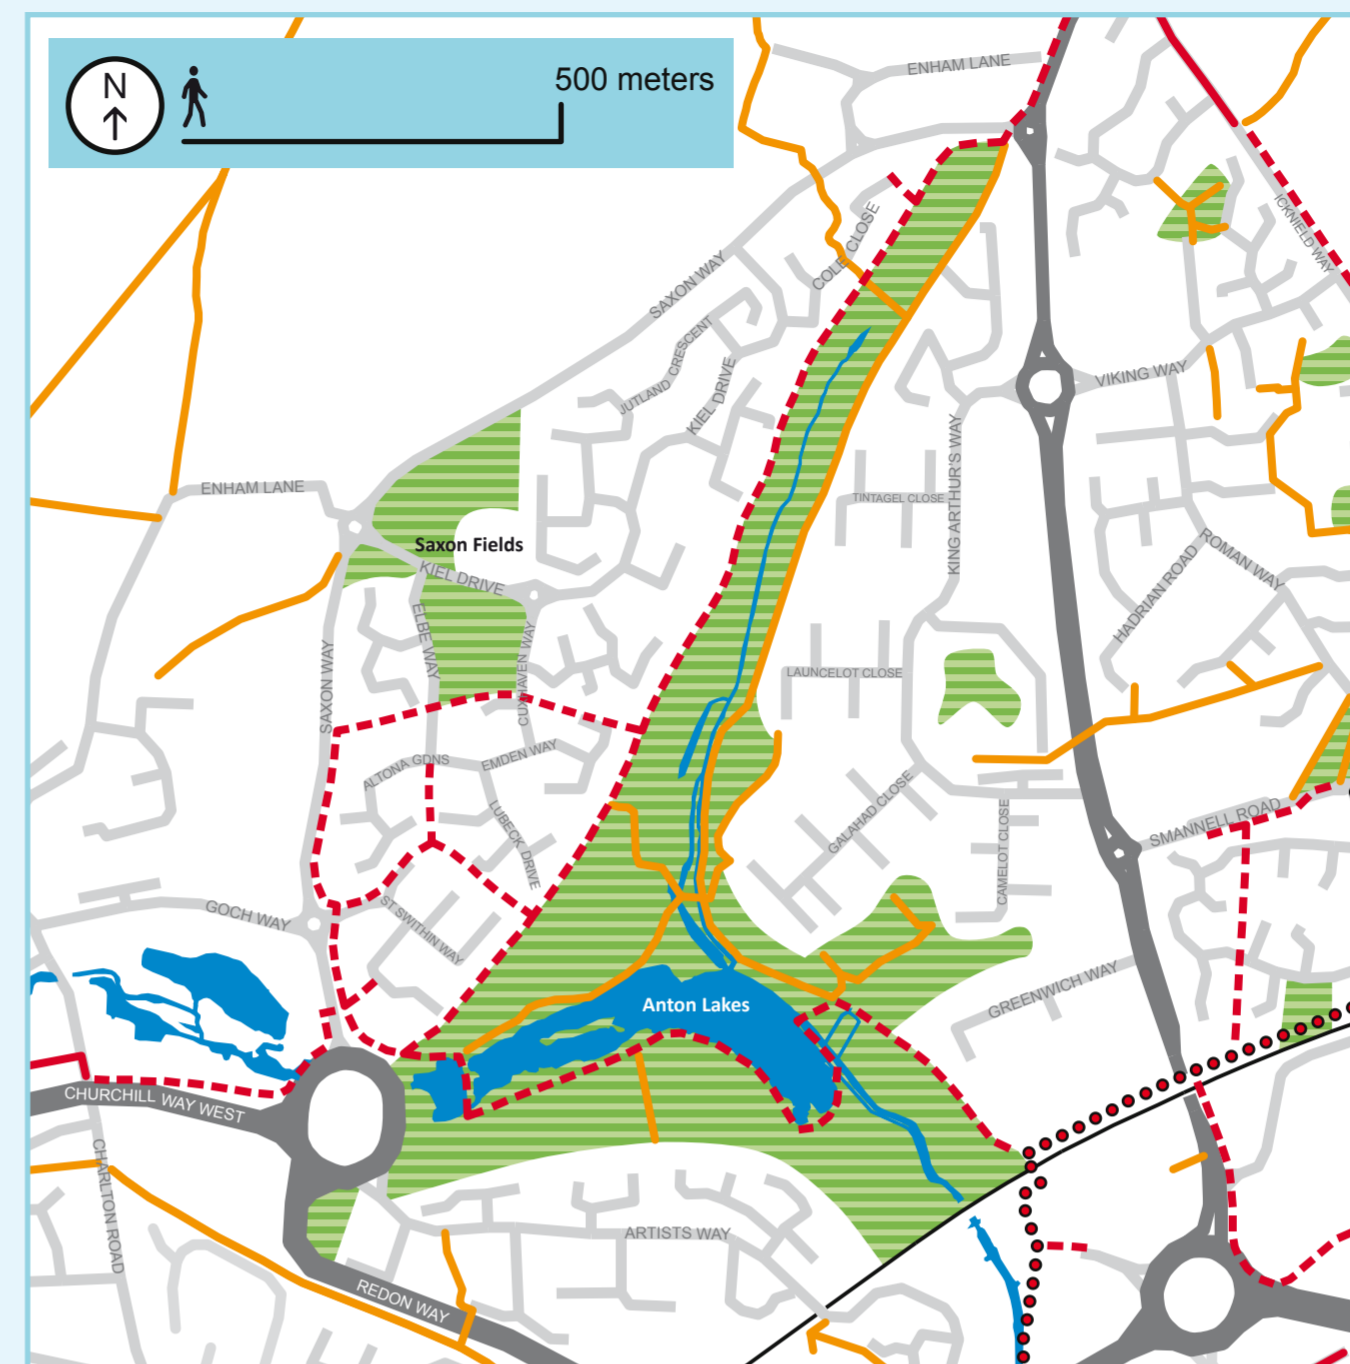 N
500 meters
ENHAM LANE
ICKNIELD WAY
COLE CLOSE
SAXON WAY
JUTLAND CRESCENT
KIEL DRIVE
VIKING WAY
ENHAM LANE
TINTAGEL CLOSE
KING ARTHUR'S WAY
Saxon Fields
KIEL DRIVE
ELBE WAY
CUXHAVEN WAY
HADRIAN ROAD
ROMAN WAY
SAXON WAY
LAUNCELOT CLOSE
ALTONA GDNS
EMDEN WAY
LUBECK DRIVE
GALAHAD CLOSE
CAMELOT CLOSE
SMANNELL ROAD
GOCH WAY
ST SWITHIN WAY
Anton Lakes
GREENWICH WAY
CHURCHILL WAY WEST
CHARLTON ROAD
ARTISTS WAY
REDON WAY